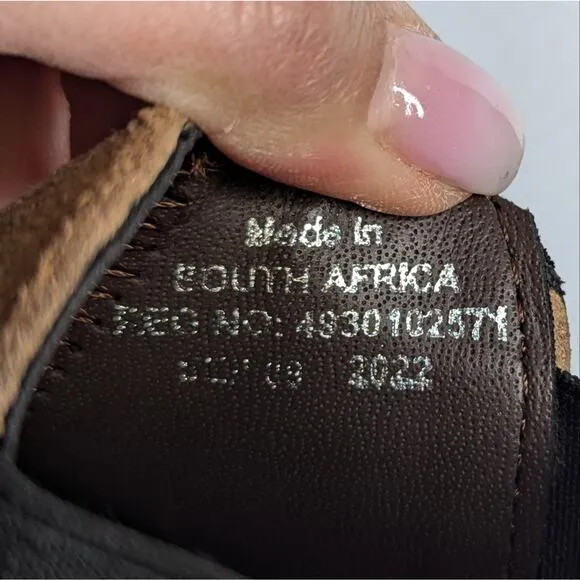 Made in
SOUTH AFRICA
REG NO: 4930102571
2022